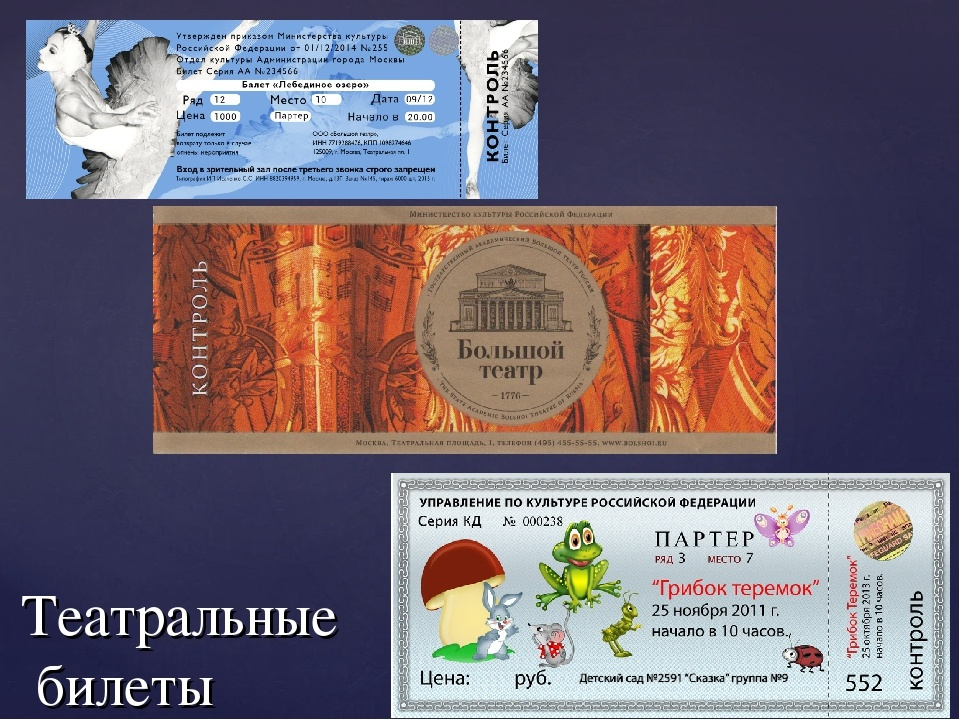 Утвержден приказом Министерства культуры
Российской Федерации от 01/12/2014 №255
Отдел культуры Администрации города Москвы
Билет Серия АА №234566
Балет «Лебединое озеро»
Ряд 12 Место 10 Дата 09/12
Цена 1000 Партер Начало в 20.00
Билет подлежит
возврату только в случае
отмены мероприятия
ООО «Большой театр»,
125009, г. Москва, Театральная пл. 1
Вход в зрительный зал после третьего звонка строго запрещен
КОНТРОЛЬ
Билет Серия АА №234566
Министерство культуры Российской Федерации
КОНТРОЛЬ
Государственный академический Большой театр России
Большой
театр
–1776–
The State Academic Bolshoi Theatre of Russia
Москва, Театральная площадь, 1, телефон (495) 455-55-55, www.bolshoi.ru
УПРАВЛЕНИЕ ПО КУЛЬТУРЕ РОССИЙСКОЙ ФЕДЕРАЦИИ
Серия КД № 000238
ПАРТЕР
РЯД 3 МЕСТО 7
"Грибок теремок"
25 ноября 2011 г.
начало в 10 часов.
Цена: руб.
Детский сад №2591 "Сказка" группа №9
"Грибок Теремок"
25 октября 2013 г.
начало в 10 часов.
552
контроль
Театральные
билеты